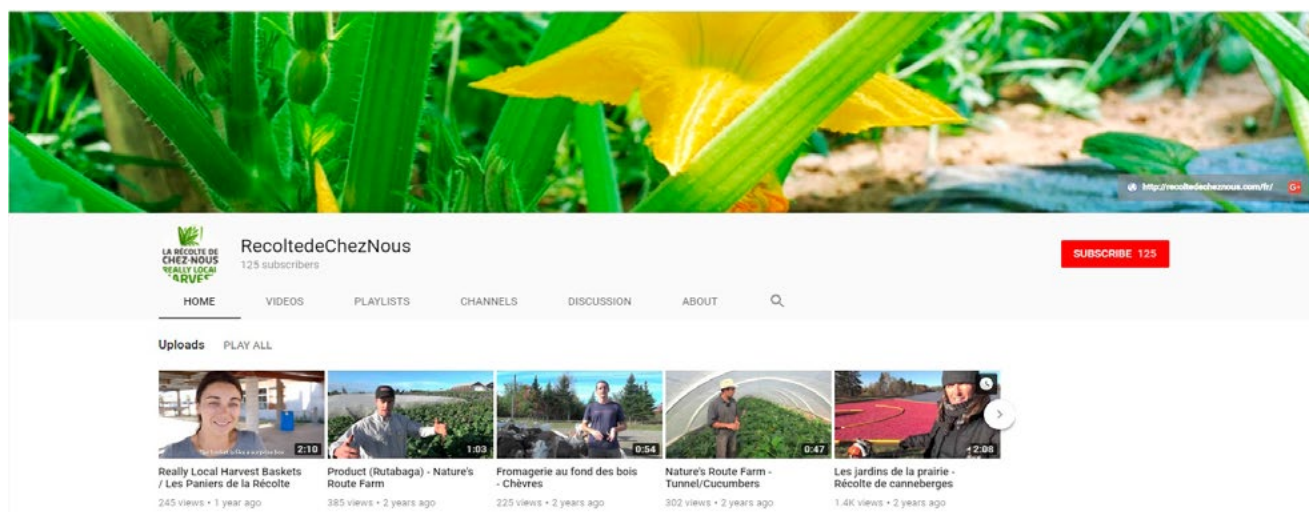 http://recoltedecheznous.com/fr/ G+
LA RÉCOLTE DE
CHEZ-NOUS
REALLY LOCAL
HARVEST
RecoltedeChezNous
125 subscribers
SUBSCRIBE 125
HOME VIDEOS PLAYLISTS CHANNELS DISCUSSION ABOUT
Uploads PLAY ALL
2:10 1:03 0:54 0:47 2:08
Really Local Harvest Baskets
/ Les Paniers de la Récolte
245 views • 1 year ago
Product (Rutabaga) - Nature's
Route Farm
385 views • 2 years ago
Fromagerie au fond des bois
- Chèvres
225 views • 2 years ago
Nature's Route Farm -
Tunnel/Cucumbers
302 views • 2 years ago
Les jardins de la prairie -
Récolte de canneberges
1.4K views • 2 years ago